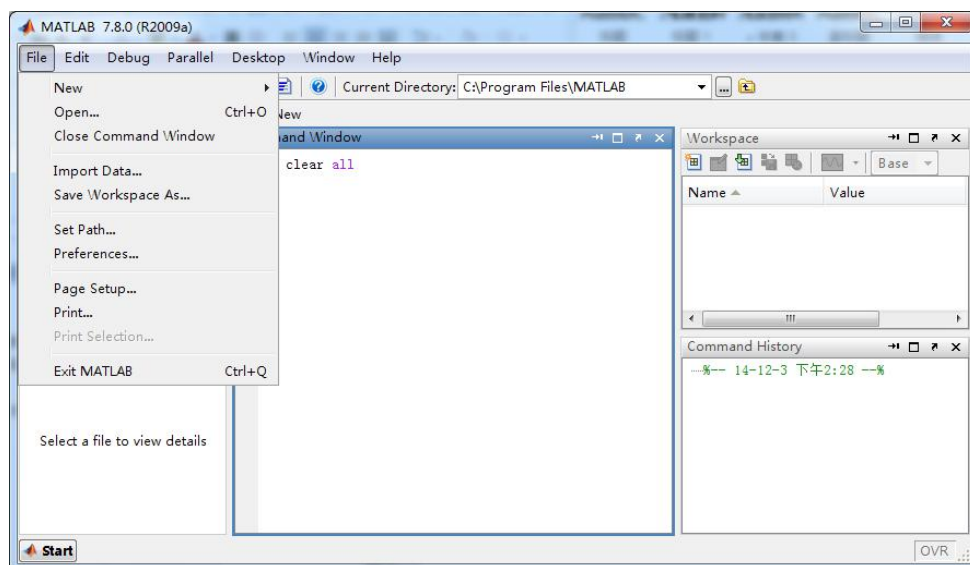 MATLAB 7.8.0 (R2009a)
File Edit Debug Parallel Desktop Window Help
New
Open... Ctrl+O
Close Command Window
Import Data...
Save Workspace As...
Set Path...
Preferences...
Page Setup...
Print...
Print Selection...
Exit MATLAB Ctrl+Q
Current Directory: C:\Program Files\MATLAB
New
and Window
clear all
Select a file to view details
Workspace
Base
Name Value
Command History
%-- 14-12-3 下午2:28 --%
Start
OVR